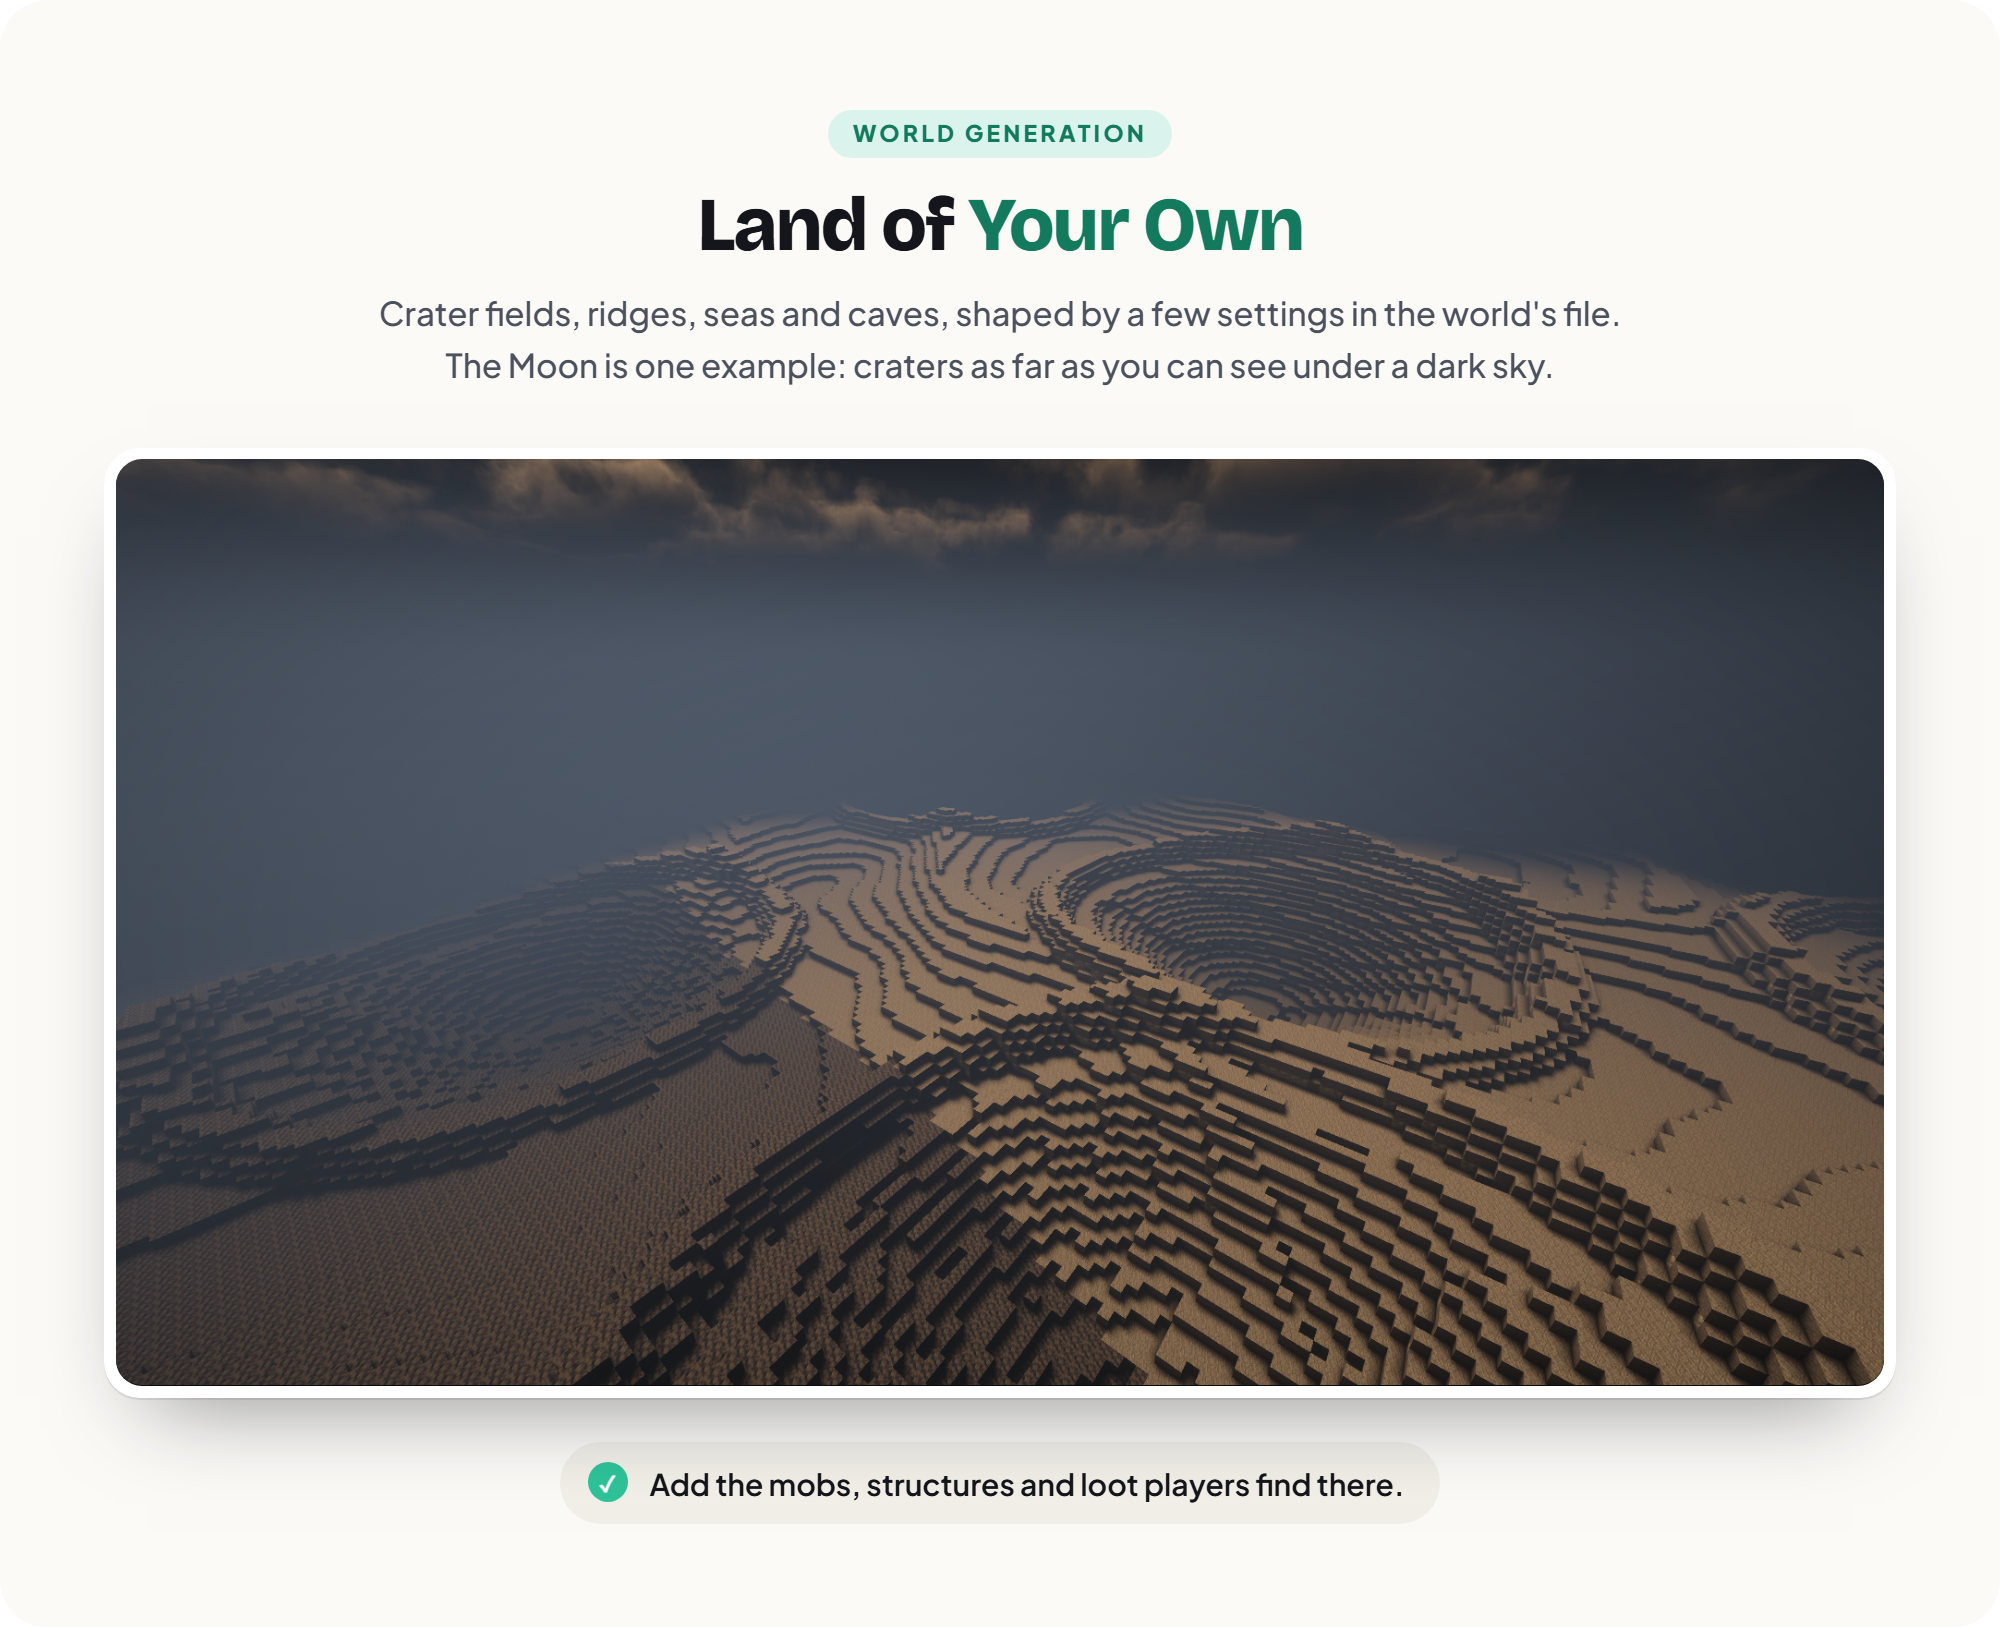 WORLD GENERATION
Land of Your Own
Crater fields, ridges, seas and caves, shaped by a few settings in the world's file.
The Moon is one example: craters as far as you can see under a dark sky.
Add the mobs, structures and loot players find there.